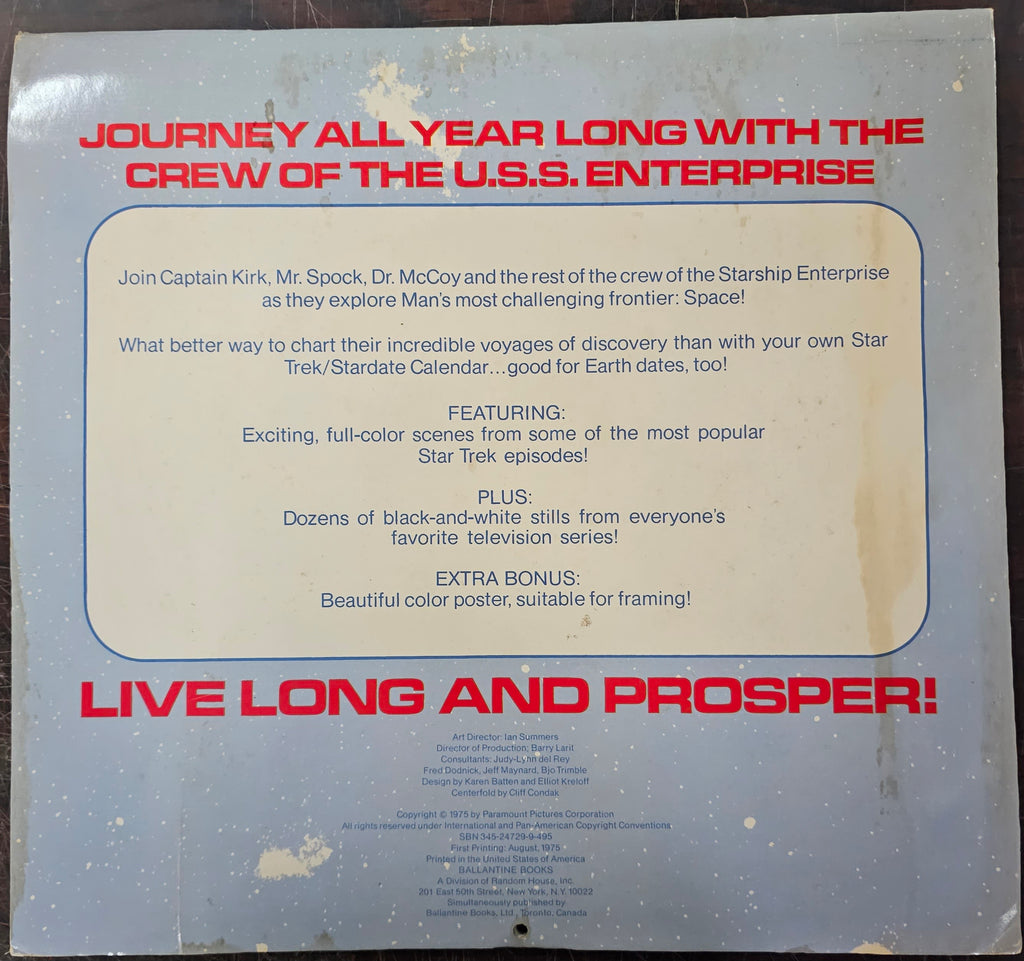 JOURNEY ALL YEAR LONG WITH THE
CREW OF THE U.S.S. ENTERPRISE
Join Captain Kirk, Mr. Spock, Dr. McCoy and the rest of the crew of the Starship Enterprise
as they explore Man's most challenging frontier: Space!
What better way to chart their incredible voyages of discovery than with your own Star
Trek/Stardate Calendar...good for Earth dates, too!
FEATURING:
Exciting, full-color scenes from some of the most popular
Star Trek episodes!
PLUS:
Dozens of black-and-white stills from everyone's
favorite television series!
EXTRA BONUS:
Beautiful color poster, suitable for framing!
LIVE LONG AND PROSPER!
Art Director: Ian Summers
Director of Production: Barry Larit
Consultants: Judy-Lynn del Rey
Fred Dodnick, Jeff Maynard, Bjo Trimble
Design by Karen Batten and Elliot Kreloff
Centerfold by Cliff Condak
Copyright © 1975 by Paramount Pictures Corporation
All rights reserved under International and Pan-American Copyright Conventions
SBN 345-24729-9-495
First Printing: August, 1975
Printed in the United States of America
BALLANTINE BOOKS
A Division of Random House, Inc.
201 East 50th Street, New York, N.Y. 10022
Simultaneously published by
Ballantine Books, Ltd., Toronto, Canada